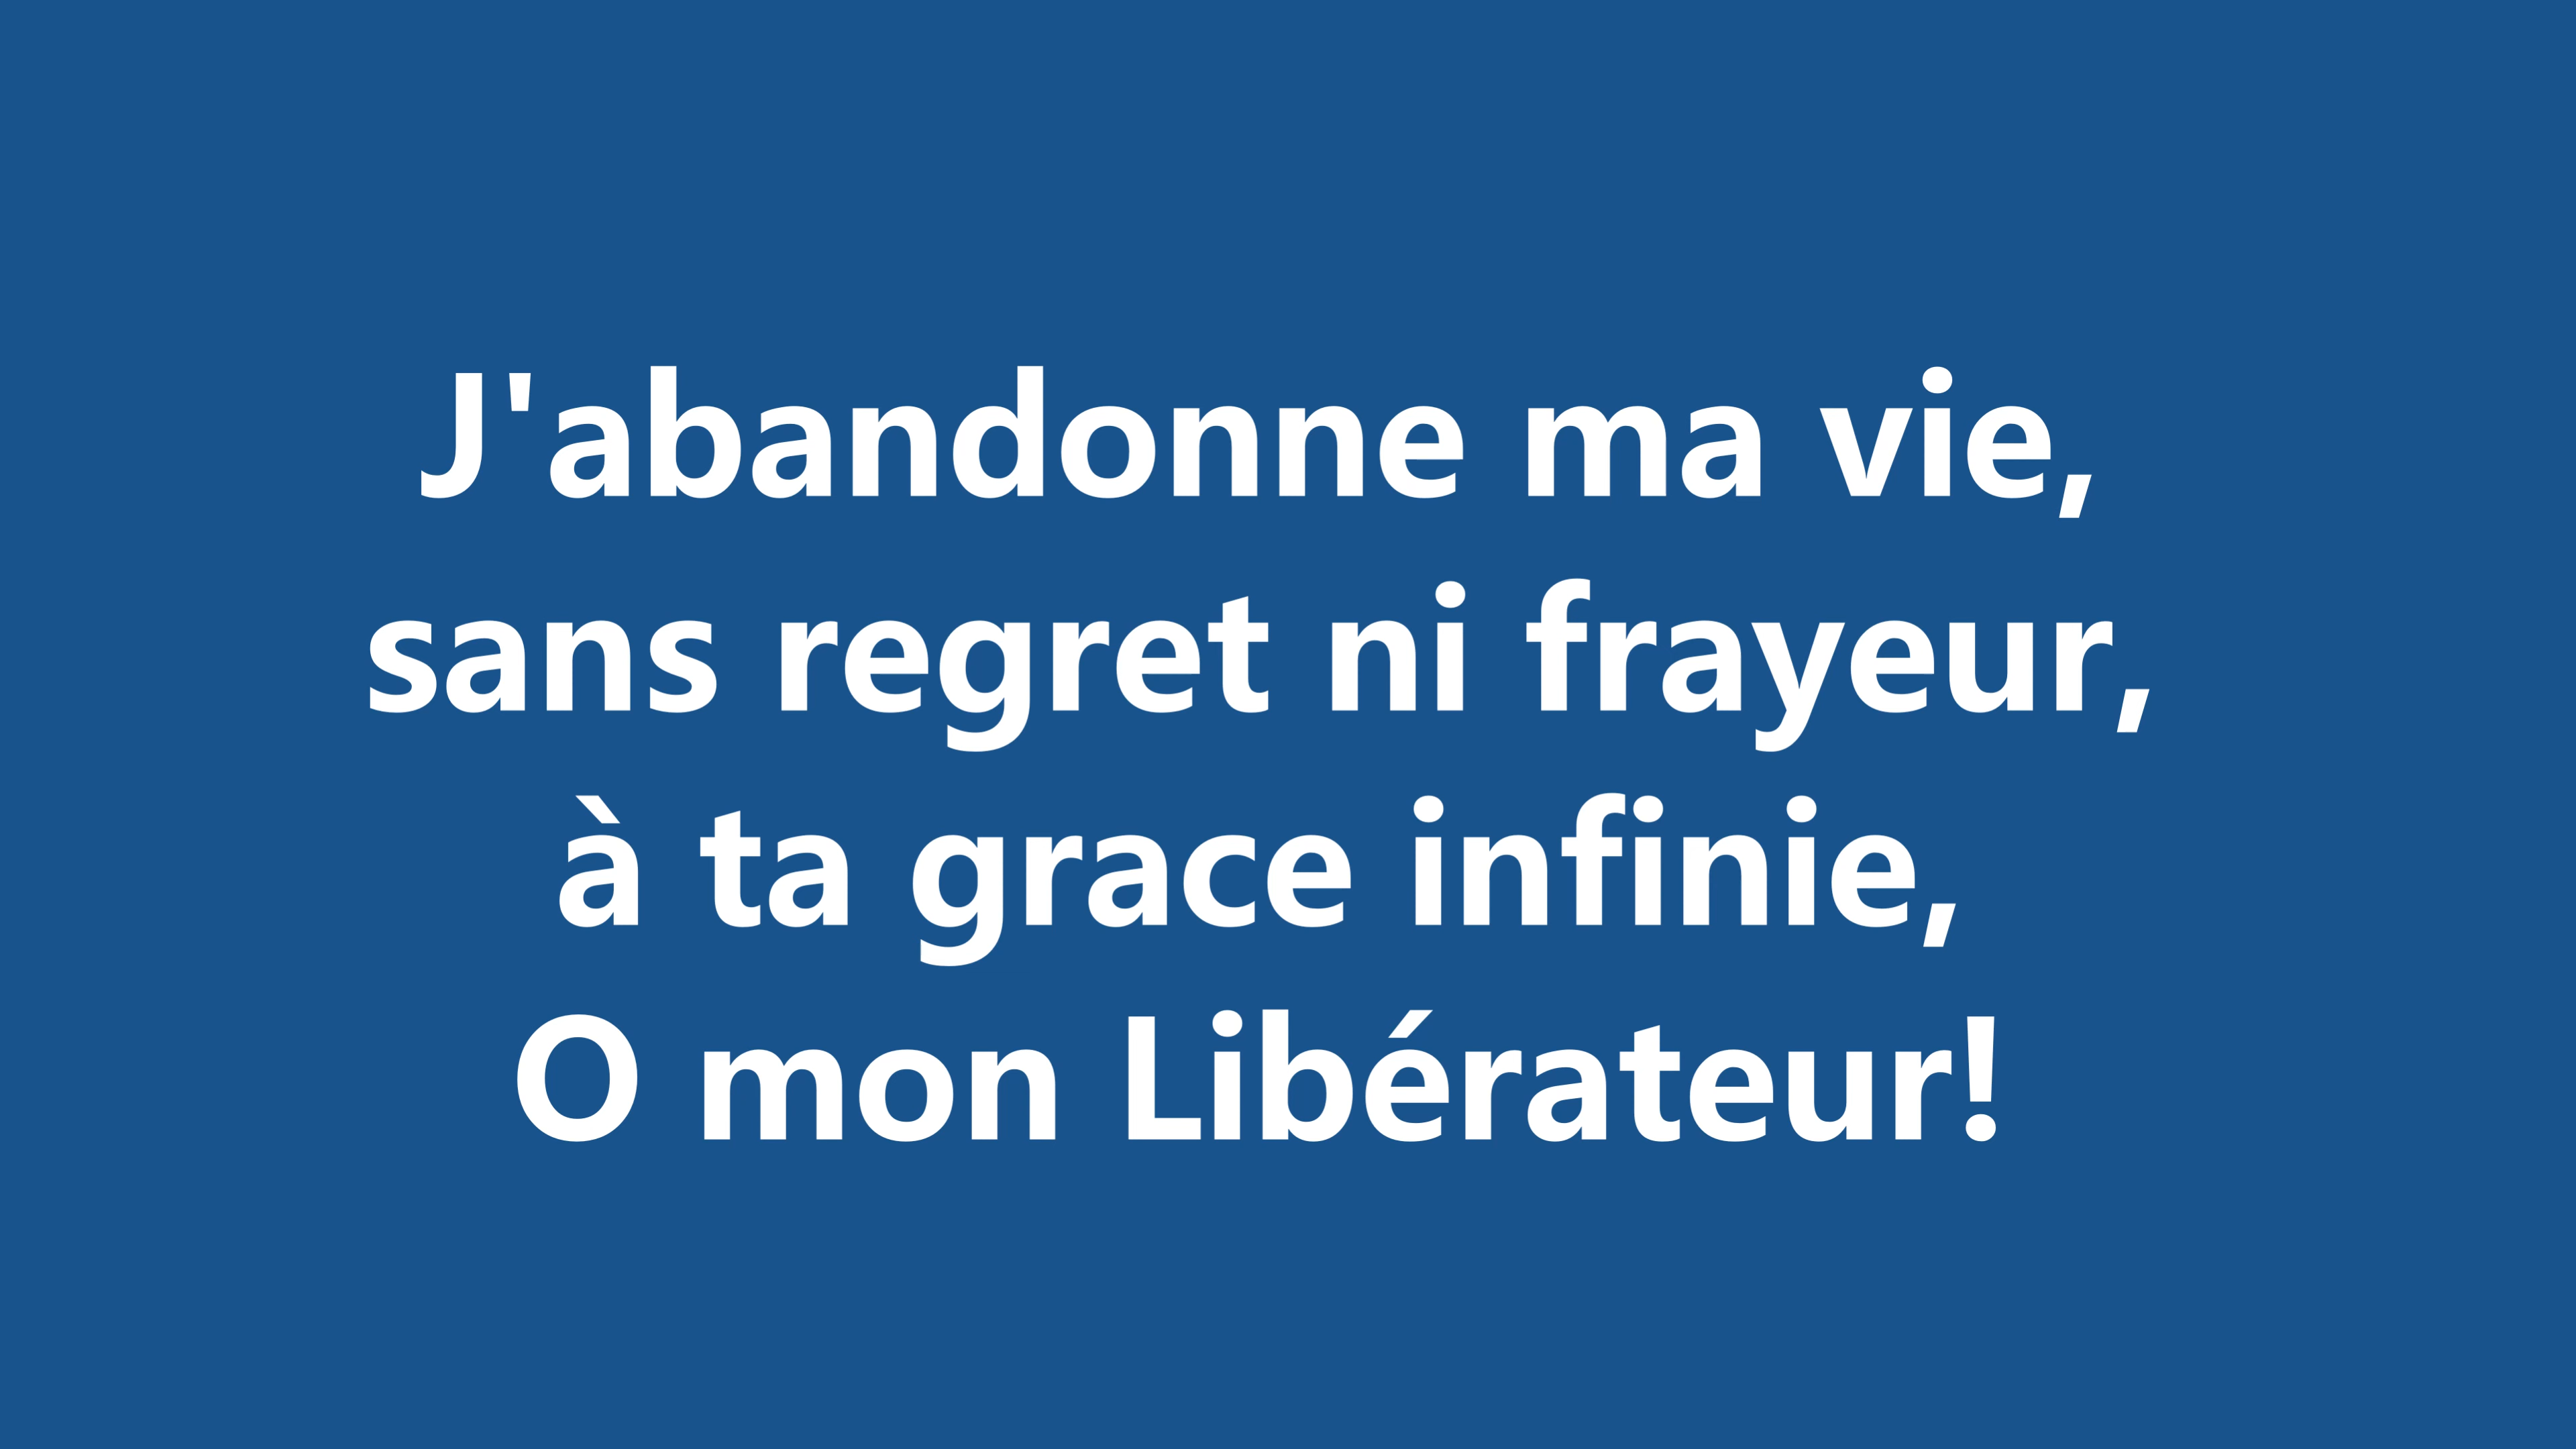 J'abandonne ma vie,
sans regret ni frayeur,
à ta grace infinie,
O mon Libérateur!